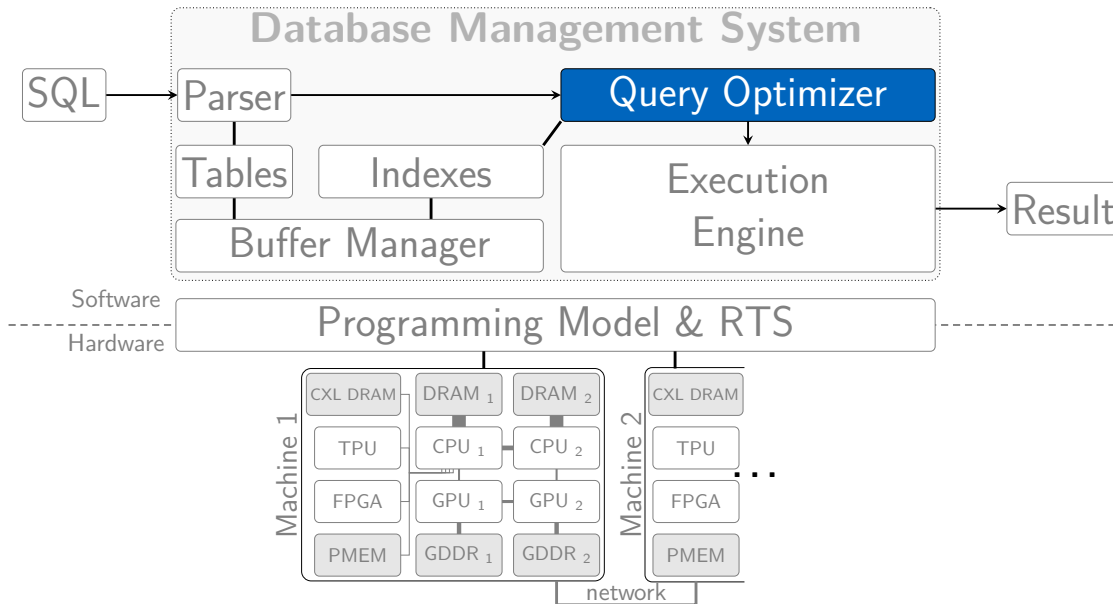 Database Management System
SQL
Parser
Query Optimizer
Tables
Indexes
Execution
Engine
Result
Buffer Manager
Software
Hardware
Programming Model & RTS
Machine 1
CXL DRAM
DRAM 1
DRAM 2
TPU
CPU 1
CPU 2
FPGA
GPU 1
GPU 2
PMEM
GDDR 1
GDDR 2
Machine 2
CXL DRAM
TPU
FPGA
PMEM
...
network